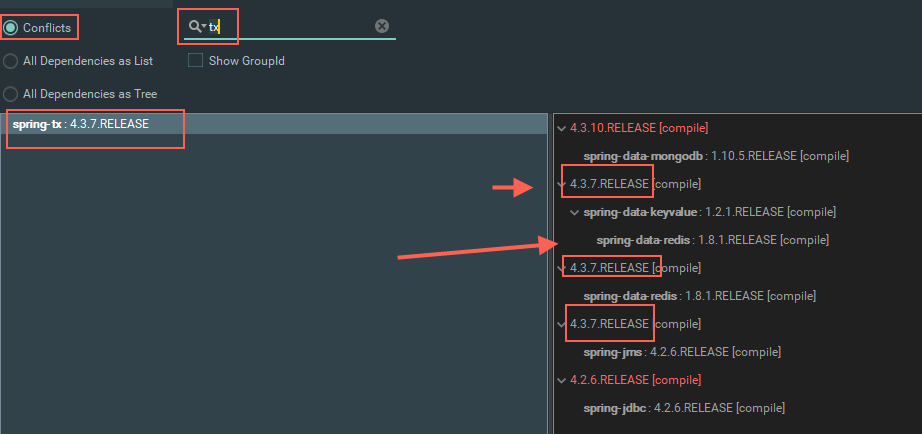 Conflicts
tx
All Dependencies as List
Show GroupId
All Dependencies as Tree
spring-tx : 4.3.7.RELEASE
4.3.10.RELEASE [compile]
spring-data-mongodb : 1.10.5.RELEASE [compile]
4.3.7.RELEASE [compile]
spring-data-keyvalue : 1.2.1.RELEASE [compile]
spring-data-redis : 1.8.1.RELEASE [compile]
4.3.7.RELEASE [compile]
spring-data-redis : 1.8.1.RELEASE [compile]
4.3.7.RELEASE [compile]
spring-jms : 4.2.6.RELEASE [compile]
4.2.6.RELEASE [compile]
spring-jdbc : 4.2.6.RELEASE [compile]